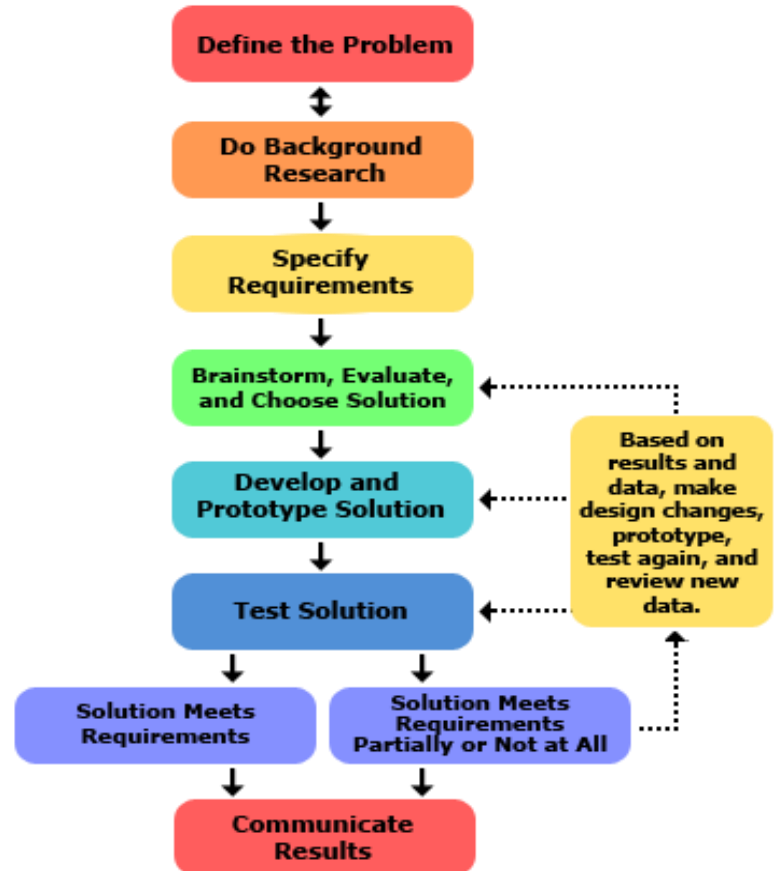 Define the Problem
Do Background
Research
Specify
Requirements
Brainstorm, Evaluate,
and Choose Solution
Develop and
Prototype Solution
Based on
results and
data, make
design changes,
prototype,
test again, and
review new
data.
Test Solution
Solution Meets
Requirements
Solution Meets
Requirements
Partially or Not at All
Communicate
Results